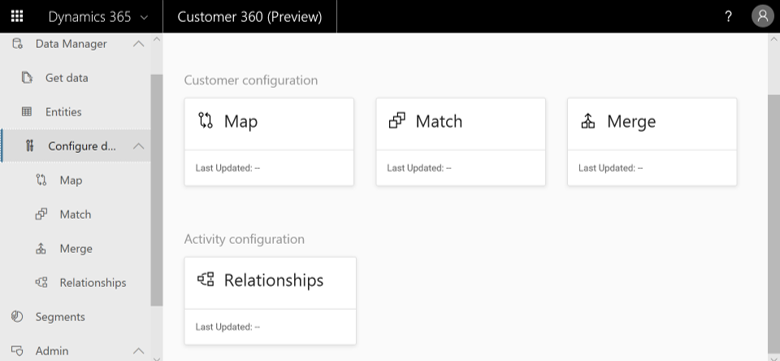 Dynamics 365
Customer 360 (Preview)
?
Data Manager
Get data
Entities
Configure d...
Map
Match
Merge
Relationships
Segments
Admin
Customer configuration
Map
Last Updated: --
Match
Last Updated: --
Merge
Last Updated: --
Activity configuration
Relationships
Last Updated: --